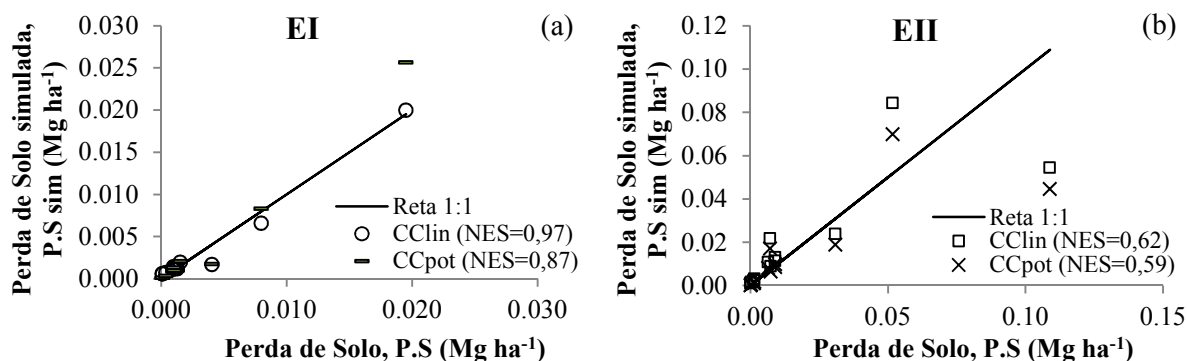 EI
(a)
Perda de Solo simulada,
P.S sim (Mg ha⁻¹)
0.030
0.025
0.020
0.015
0.010
0.005
0.000
Reta 1:1
CClin (NES=0,97)
CCpot (NES=0,87)
0.000 0.010 0.020 0.030
Perda de Solo, P.S (Mg ha⁻¹)
EII
(b)
Perda de Solo simulada,
P.S sim (Mg ha⁻¹)
0.12
0.10
0.08
0.06
0.04
0.02
0.00
Reta 1:1
CClin (NES=0,62)
CCpot (NES=0,59)
0.00 0.05 0.10 0.15
Perda de Solo, P.S (Mg ha⁻¹)